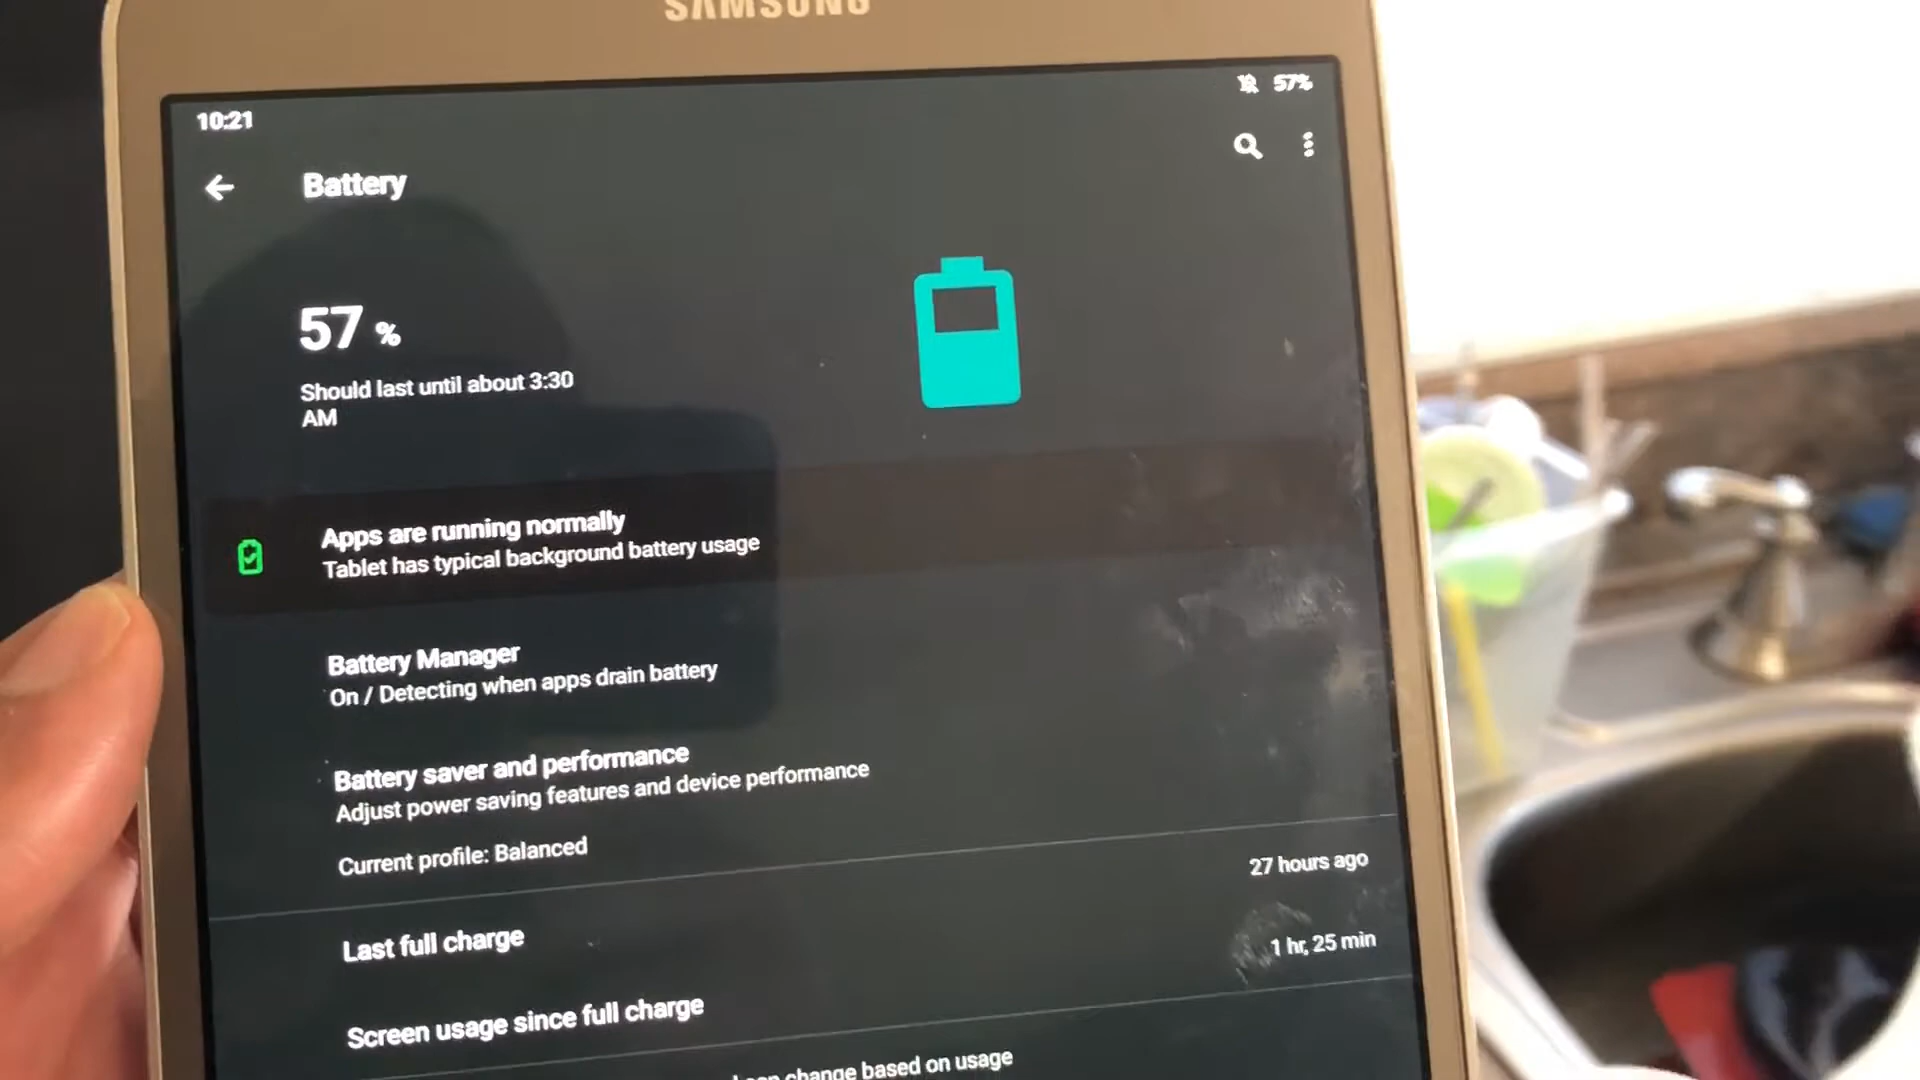 SAMSUNG
10:21
57%
Battery
57 %
Should last until about 3:30
AM
Apps are running normally
Tablet has typical background battery usage
Battery Manager
On / Detecting when apps drain battery
Battery saver and performance
Adjust power saving features and device performance
Current profile: Balanced
27 hours ago
Last full charge
1 hr, 25 min
Screen usage since full charge
change based on usage